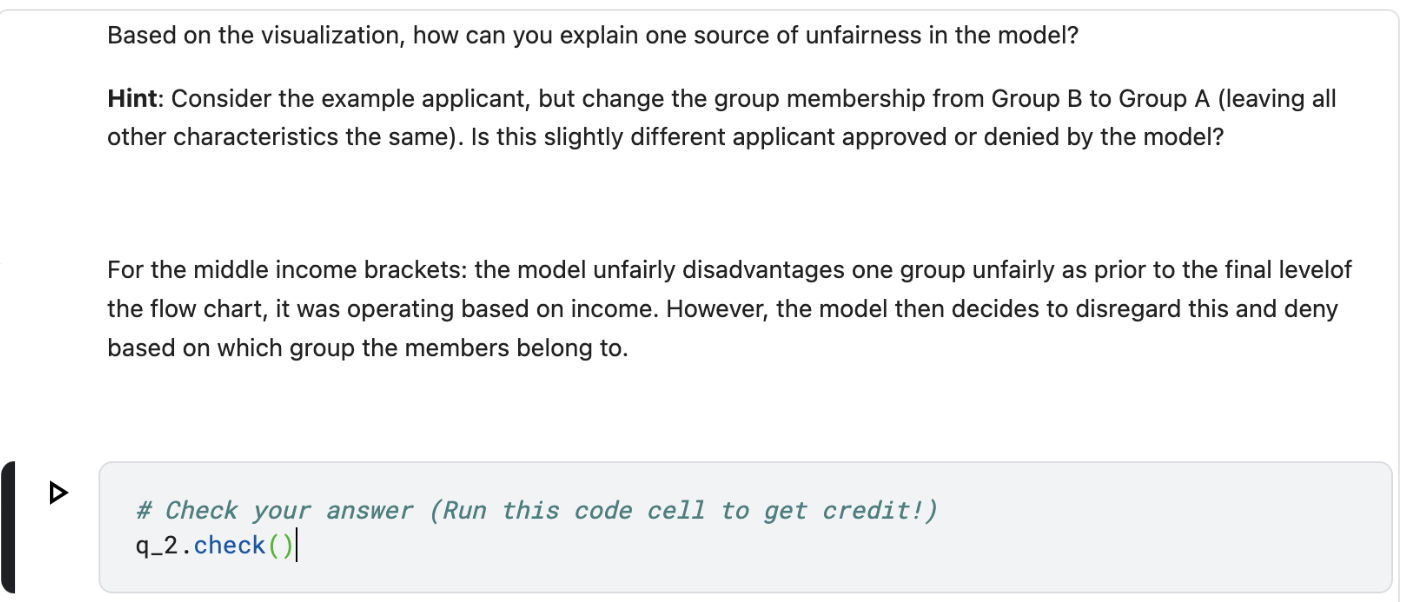 Based on the visualization, how can you explain one source of unfairness in the model?
Hint: Consider the example applicant, but change the group membership from Group B to Group A (leaving all
other characteristics the same). Is this slightly different applicant approved or denied by the model?
For the middle income brackets: the model unfairly disadvantages one group unfairly as prior to the final levelof
the flow chart, it was operating based on income. However, the model then decides to disregard this and deny
based on which group the members belong to.
# Check your answer (Run this code cell to get credit!)
q_2.check()